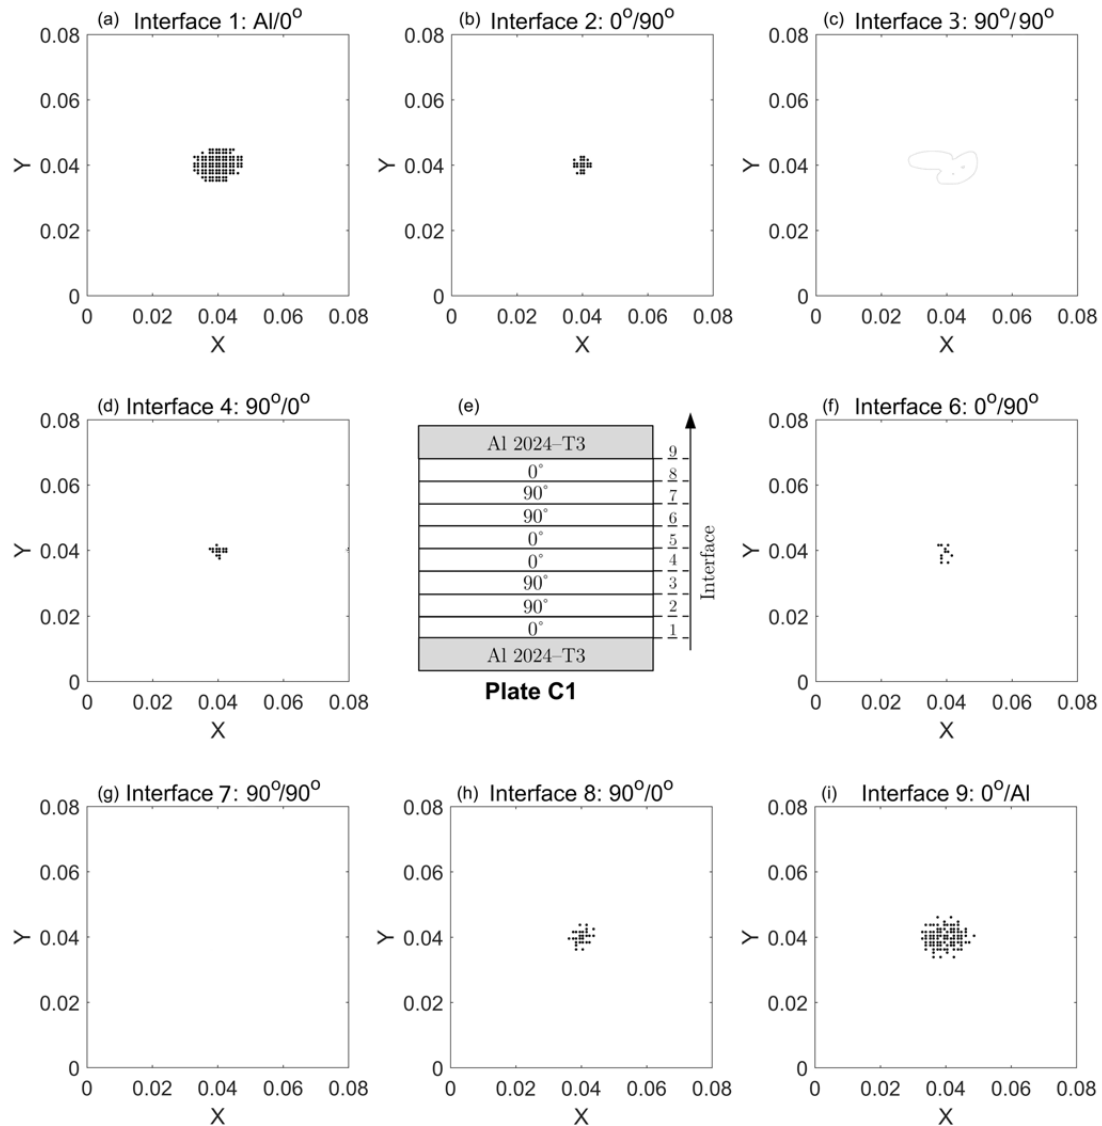 (a) Interface 1: Al/0°
0.08
0.06
Y 0.04
0.02
0
0 0.02 0.04 0.06 0.08
X
(b) Interface 2: 0°/90°
0.08
0.06
Y 0.04
0.02
0
0 0.02 0.04 0.06 0.08
X
(c) Interface 3: 90°/90°
0.08
0.06
Y 0.04
0.02
0
0 0.02 0.04 0.06 0.08
X
(d) Interface 4: 90°/0°
0.08
0.06
Y 0.04
0.02
0
0 0.02 0.04 0.06 0.08
X
(e)
Al 2024–T3
9
0°
8
90°
7
90°
6
0°
5
0°
4
90°
3
90°
2
0°
1
Al 2024–T3
Interface
Plate C1
(f) Interface 6: 0°/90°
0.08
0.06
Y 0.04
0.02
0
0 0.02 0.04 0.06 0.08
X
(g) Interface 7: 90°/90°
0.08
0.06
Y 0.04
0.02
0
0 0.02 0.04 0.06 0.08
X
(h) Interface 8: 90°/0°
0.08
0.06
Y 0.04
0.02
0
0 0.02 0.04 0.06 0.08
X
(i) Interface 9: 0°/Al
0.08
0.06
Y 0.04
0.02
0
0 0.02 0.04 0.06 0.08
X